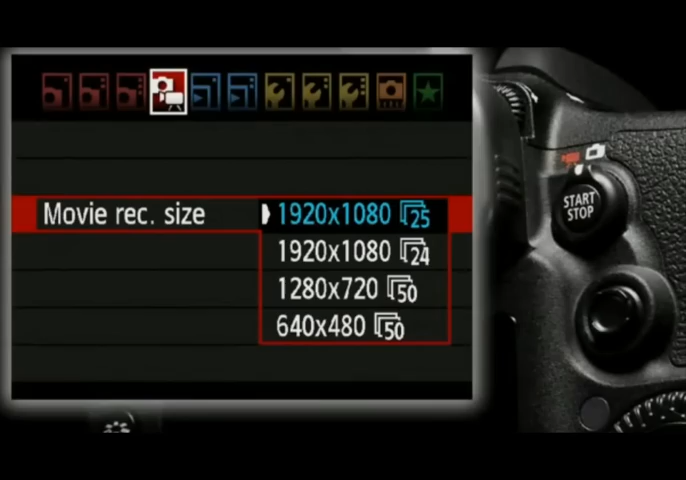 Movie rec. size
1920x1080 25
1920x1080 24
1280x720 50
640x480 50
START
STOP